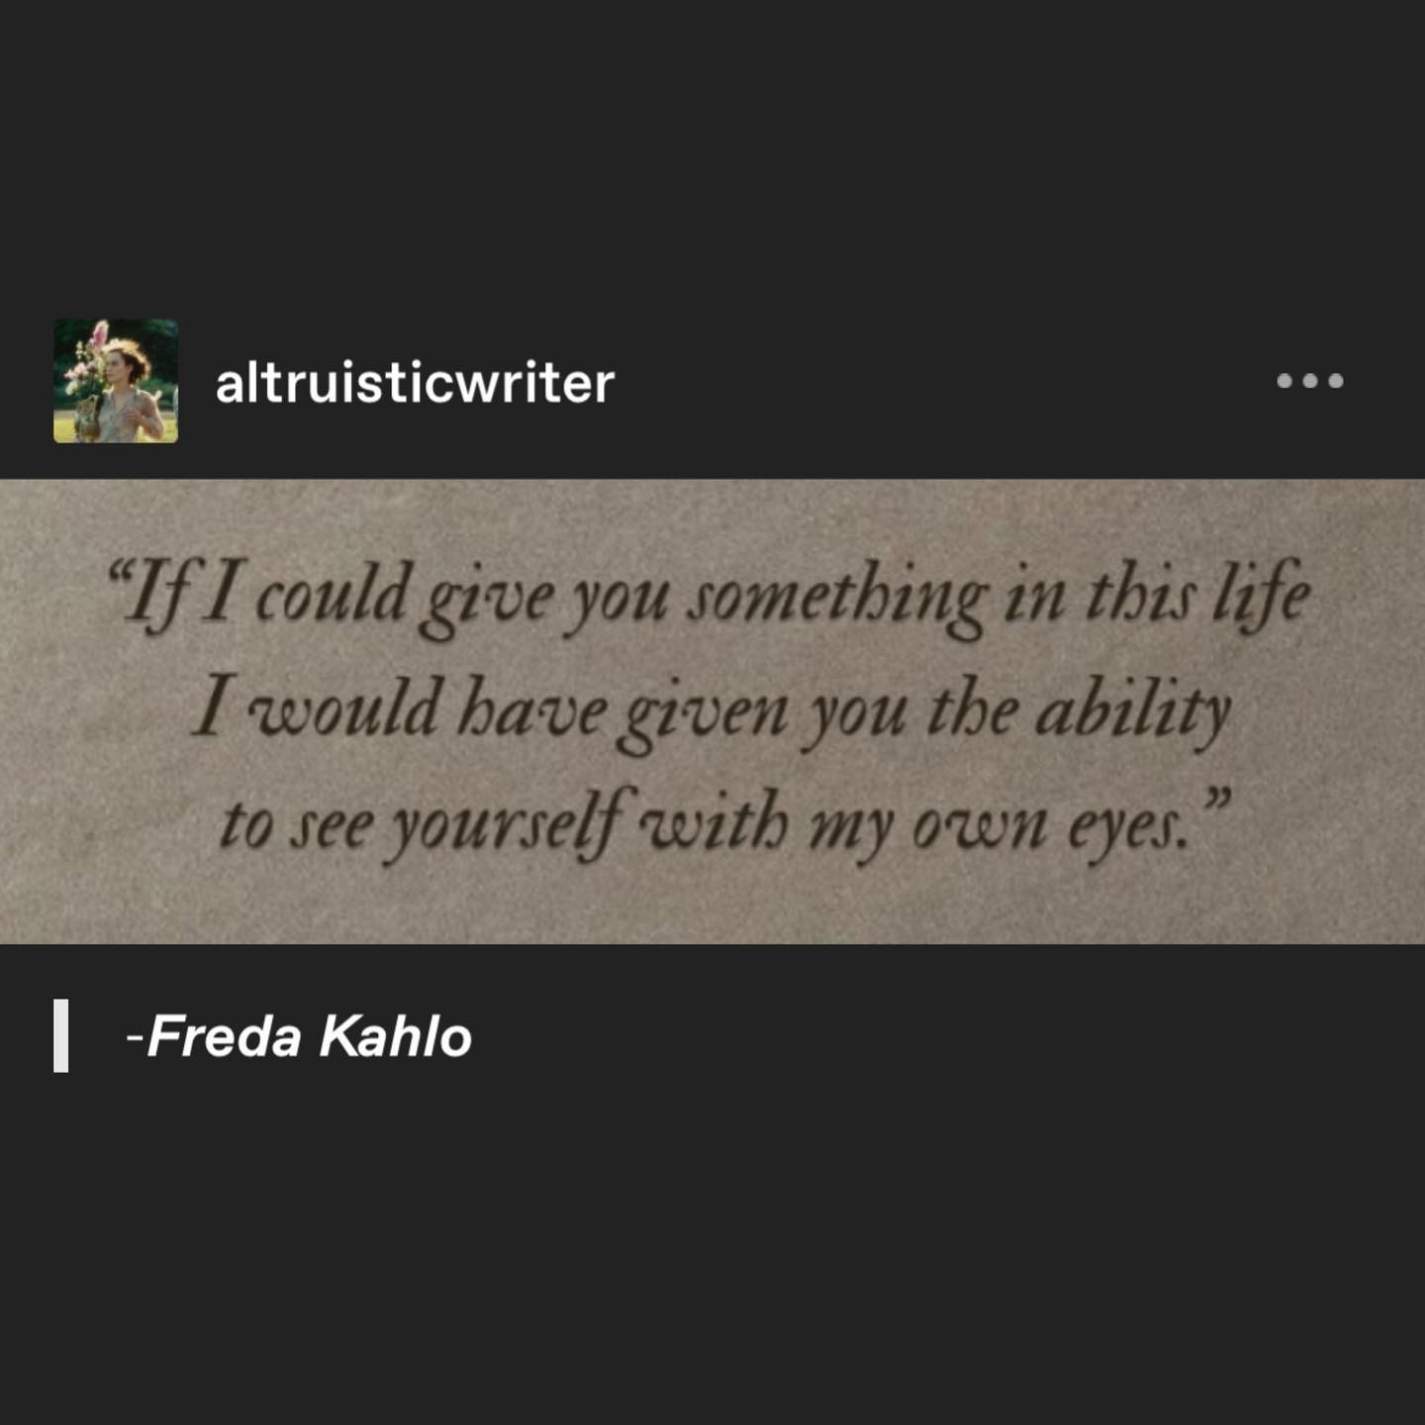 altruisticwriter
“If I could give you something in this life
I would have given you the ability
to see yourself with my own eyes.”
-Freda Kahlo